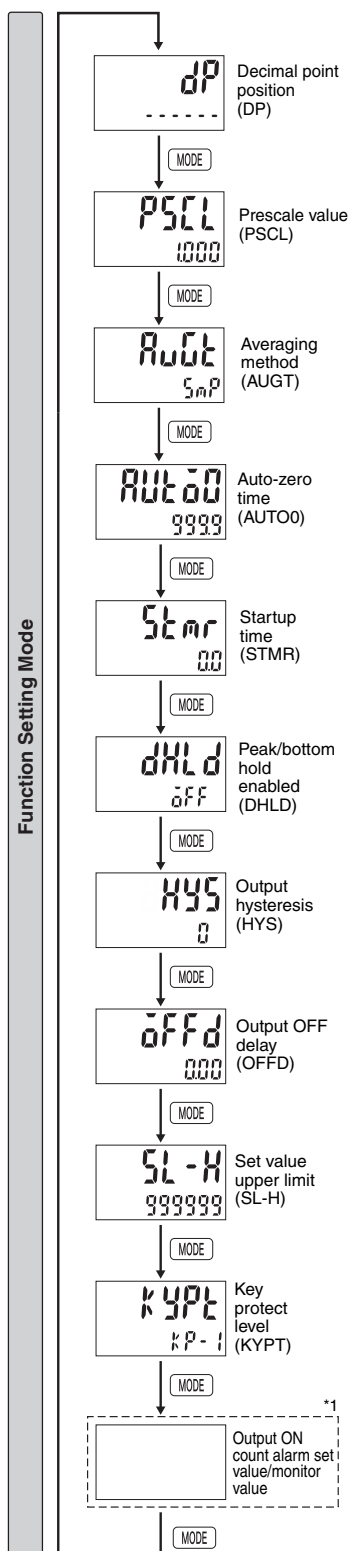 Function Setting Mode
dP
------
Decimal point
position
(DP)
MODE
PSCL
1.000
Prescale value
(PSCL)
MODE
AuGt
SmP
Averaging
method
(AUGT)
MODE
AUto0
999.9
Auto-zero
time
(AUTO0)
MODE
Stmr
0.0
Startup
time
(STMR)
MODE
dHLd
oFF
Peak/bottom
hold
enabled
(DHLD)
MODE
HYS
0
Output
hysteresis
(HYS)
MODE
oFFd
0.00
Output OFF
delay
(OFFD)
MODE
SL-H
999999
Set value
upper limit
(SL-H)
MODE
KYPt
KP-1
Key
protect
level
(KYPT)
MODE
*1
Output ON
count alarm set
value/monitor
value
MODE